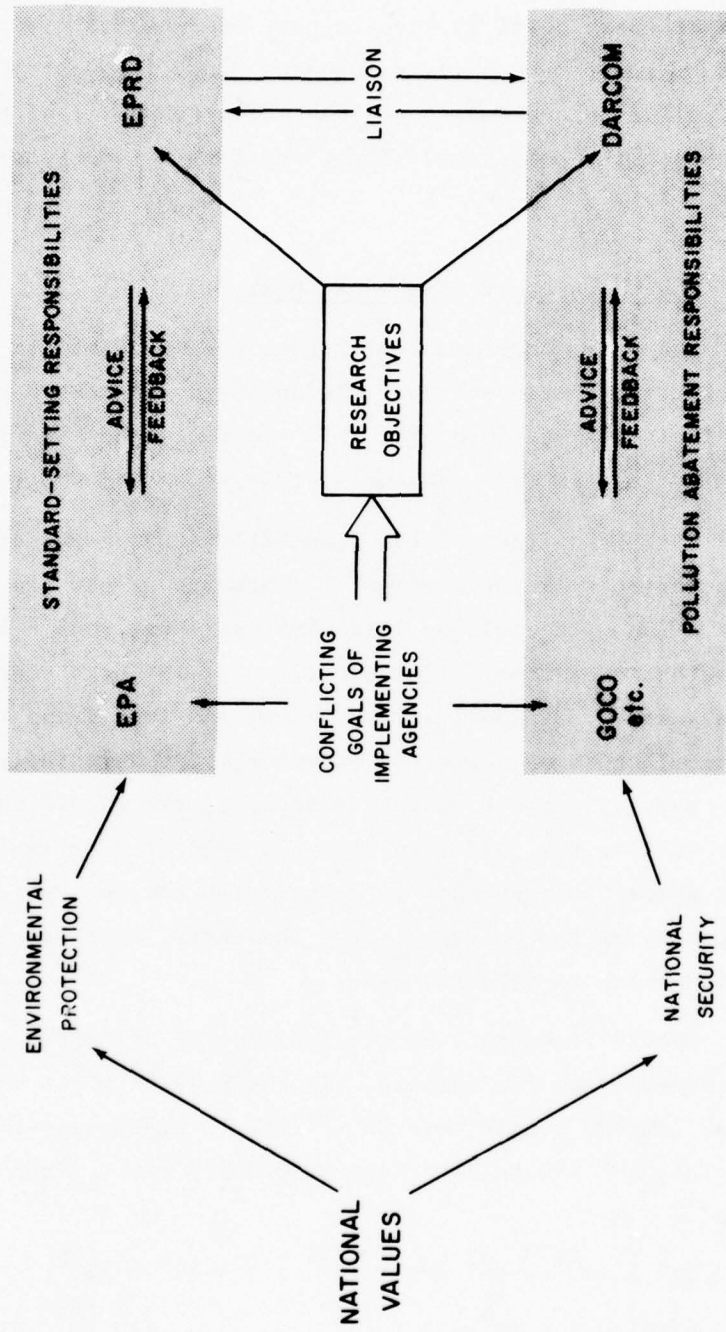 NATIONAL
VALUES
ENVIRONMENTAL
PROTECTION
NATIONAL
SECURITY
STANDARD-SETTING RESPONSIBILITIES
EPA
ADVICE
FEEDBACK
EPRD
CONFLICTING
GOALS OF
IMPLEMENTING
AGENCIES
RESEARCH
OBJECTIVES
LIAISON
GOCO
etc.
ADVICE
FEEDBACK
DARCOM
POLLUTION ABATEMENT RESPONSIBILITIES